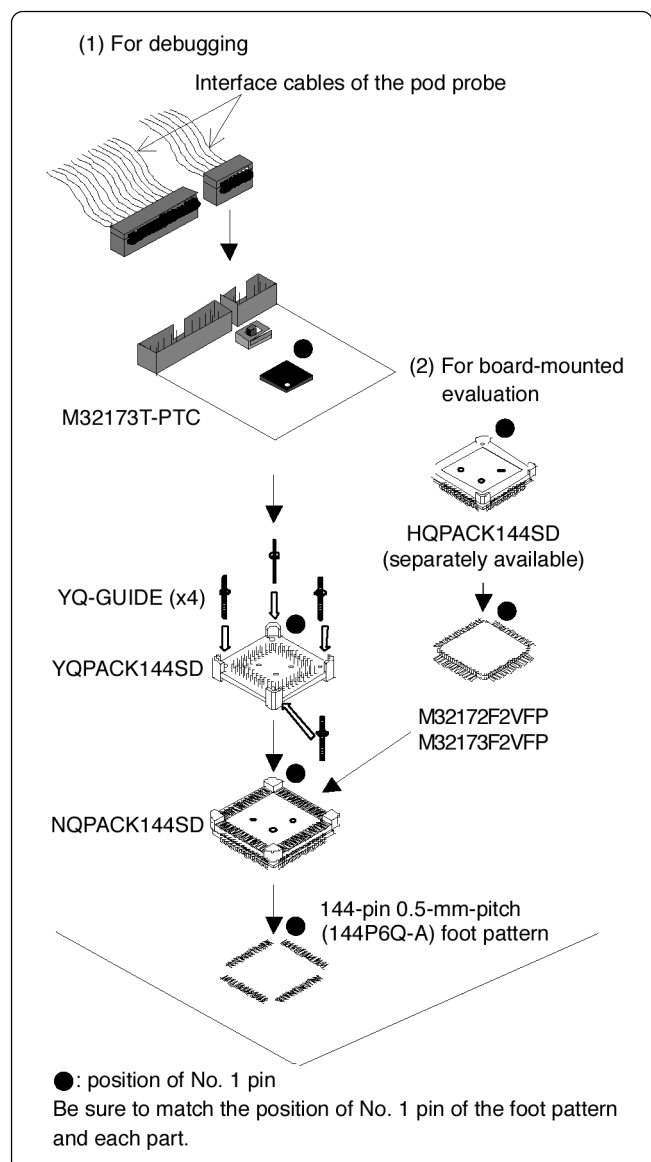 (1) For debugging
Interface cables of the pod probe
M32173T-PTC
(2) For board-mounted
evaluation
HQPACK144SD
(separately available)
YQ-GUIDE (x4)
YQPACK144SD
M32172F2VFP
M32173F2VFP
NQPACK144SD
144-pin 0.5-mm-pitch
(144P6Q-A) foot pattern
●: position of No. 1 pin
Be sure to match the position of No. 1 pin of the foot pattern
and each part.